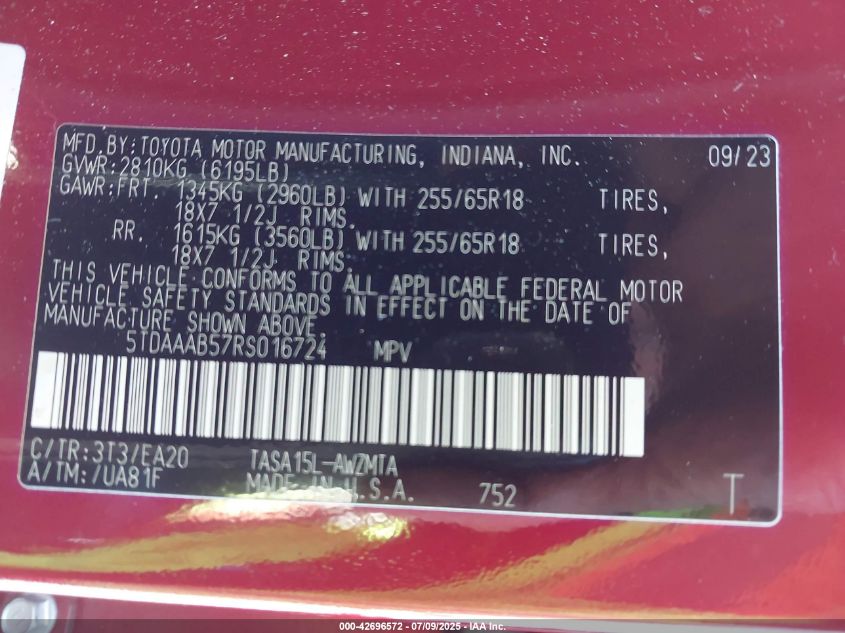 MFD.BY:TOYOTA MOTOR MANUFACTURING, INDIANA, INC. 09/23
GVWR:2810KG (6195LB)
GAWR:FRT. 1345KG (2960LB) WITH 255/65R18 TIRES,
18X7 1/2J RIMS.
RR. 1615KG (3560LB) WITH 255/65R18 TIRES,
18X7 1/2J RIMS.
THIS VEHICLE CONFORMS TO ALL APPLICABLE FEDERAL MOTOR
VEHICLE SAFETY STANDARDS IN EFFECT ON THE DATE OF
MANUFACTURE SHOWN ABOVE.
5TDAAAB57RS016724 MPV
C/TR:3T3/EA20 TASA15L-AWZMTA
A/TM:/UA81F MADE IN U.S.A. 752 T
000-42696572 / 07/09/2025 - IAA Inc.